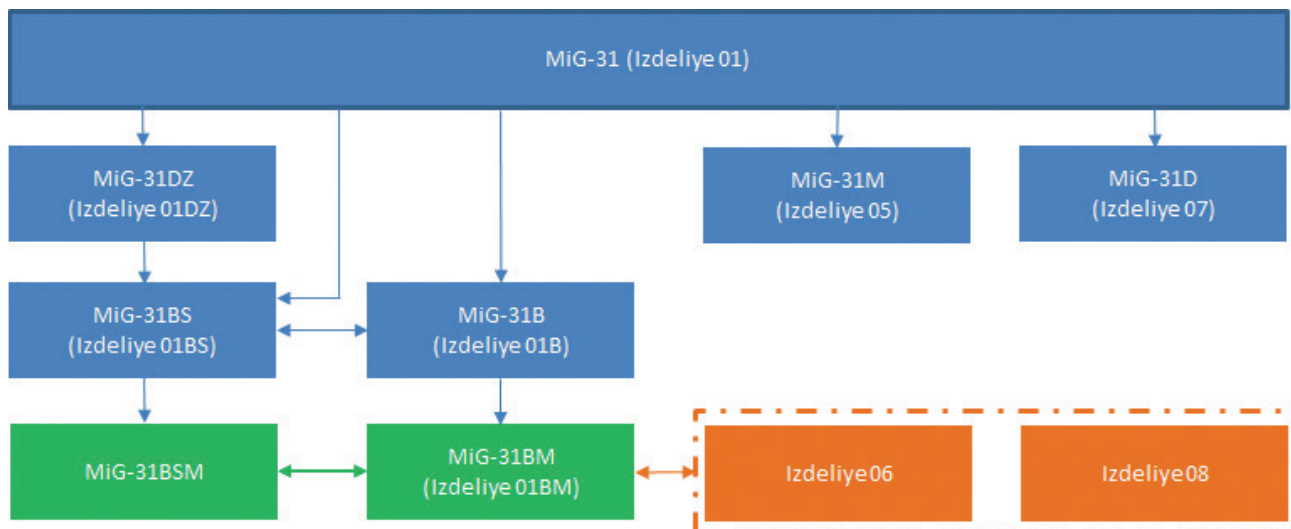 MiG-31 (Izdeliye 01)
MiG-31DZ
(Izdeliye 01DZ)
MiG-31M
(Izdeliye 05)
MiG-31D
(Izdeliye 07)
MiG-31BS
(Izdeliye 01BS)
MiG-31B
(Izdeliye 01B)
MiG-31BSM
MiG-31BM
(Izdeliye 01BM)
Izdeliye 06
Izdeliye 08